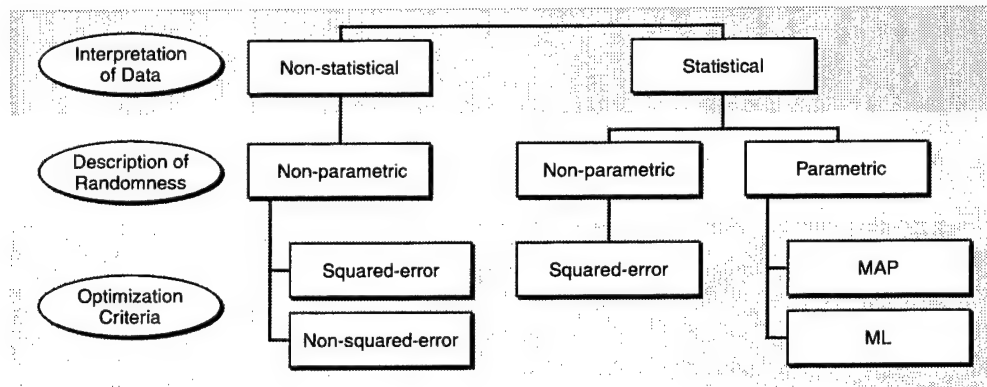 Interpretation
of Data
Non-statistical
Statistical
Description of
Randomness
Non-parametric
Non-parametric
Parametric
Optimization
Criteria
Squared-error
Squared-error
MAP
Non-squared-error
ML